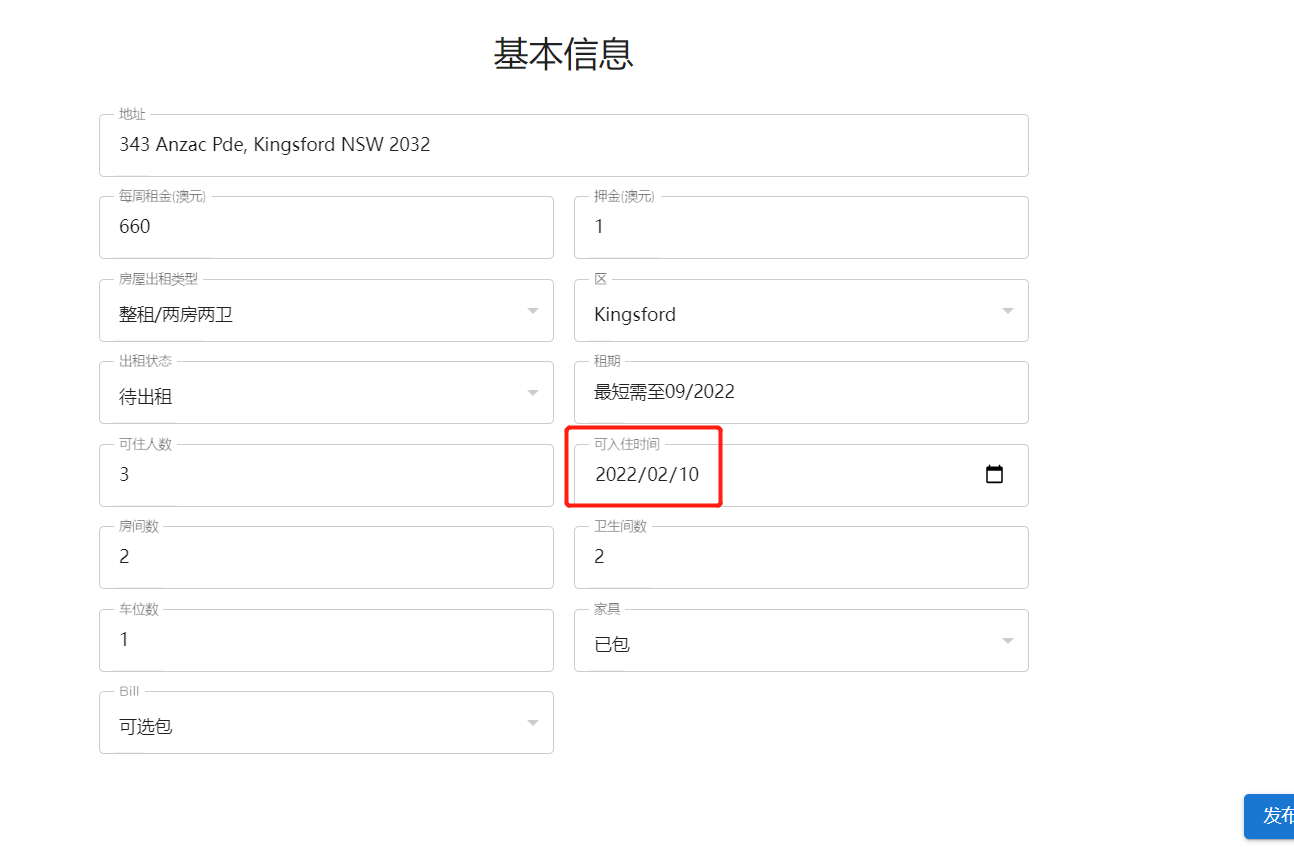 基本信息
地址
343 Anzac Pde, Kingsford NSW 2032
每周租金(澳元)
660
押金(澳元)
1
房屋出租类型
整租/两房两卫
区
Kingsford
出租状态
待出租
租期
最短需至09/2022
可住人数
3
可入住时间
2022/02/10
房间数
2
卫生间数
2
车位数
1
家具
已包
Bill
可选包
发布